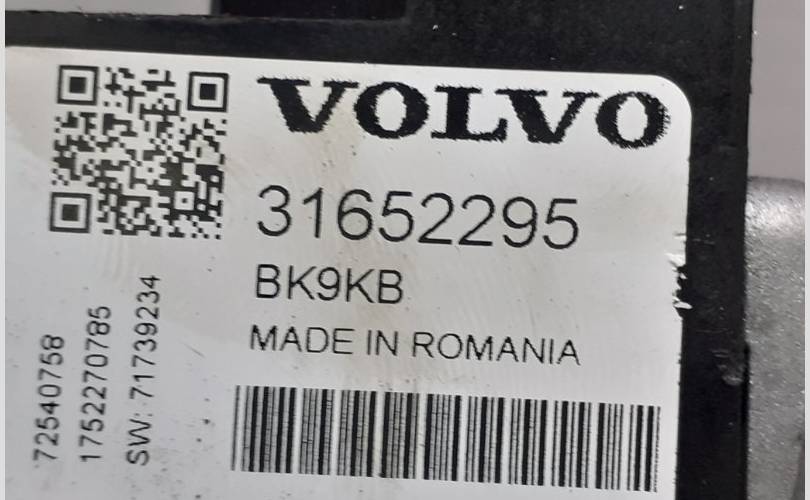 VOLVO
31652295
BK9KB
MADE IN ROMANIA
72540758
1752270785
SW: 71739234